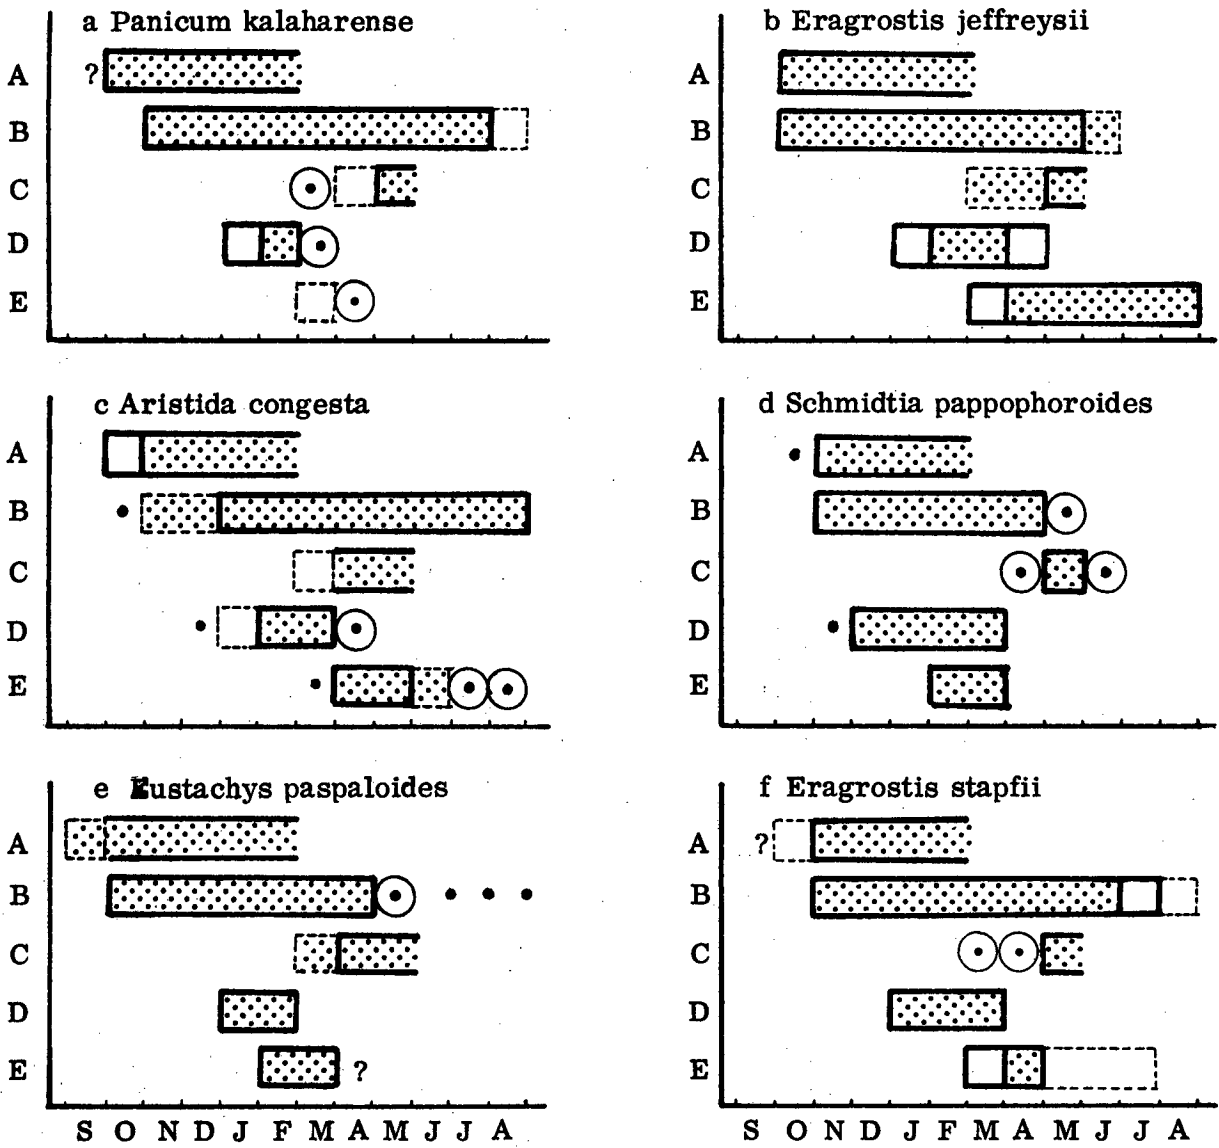 a Panicum kalaharense
A
?
B
C
D
E
b Eragrostis jeffreysii
A
B
C
D
E
c Aristida congesta
A
B
C
D
E
d Schmidtia pappophoroides
A
B
C
D
E
e Eustachys paspaloides
A
B
C
D
E
?
S O N D J F M A M J J A
f Eragrostis stapfii
A
?
B
C
D
E
S O N D J F M A M J J A